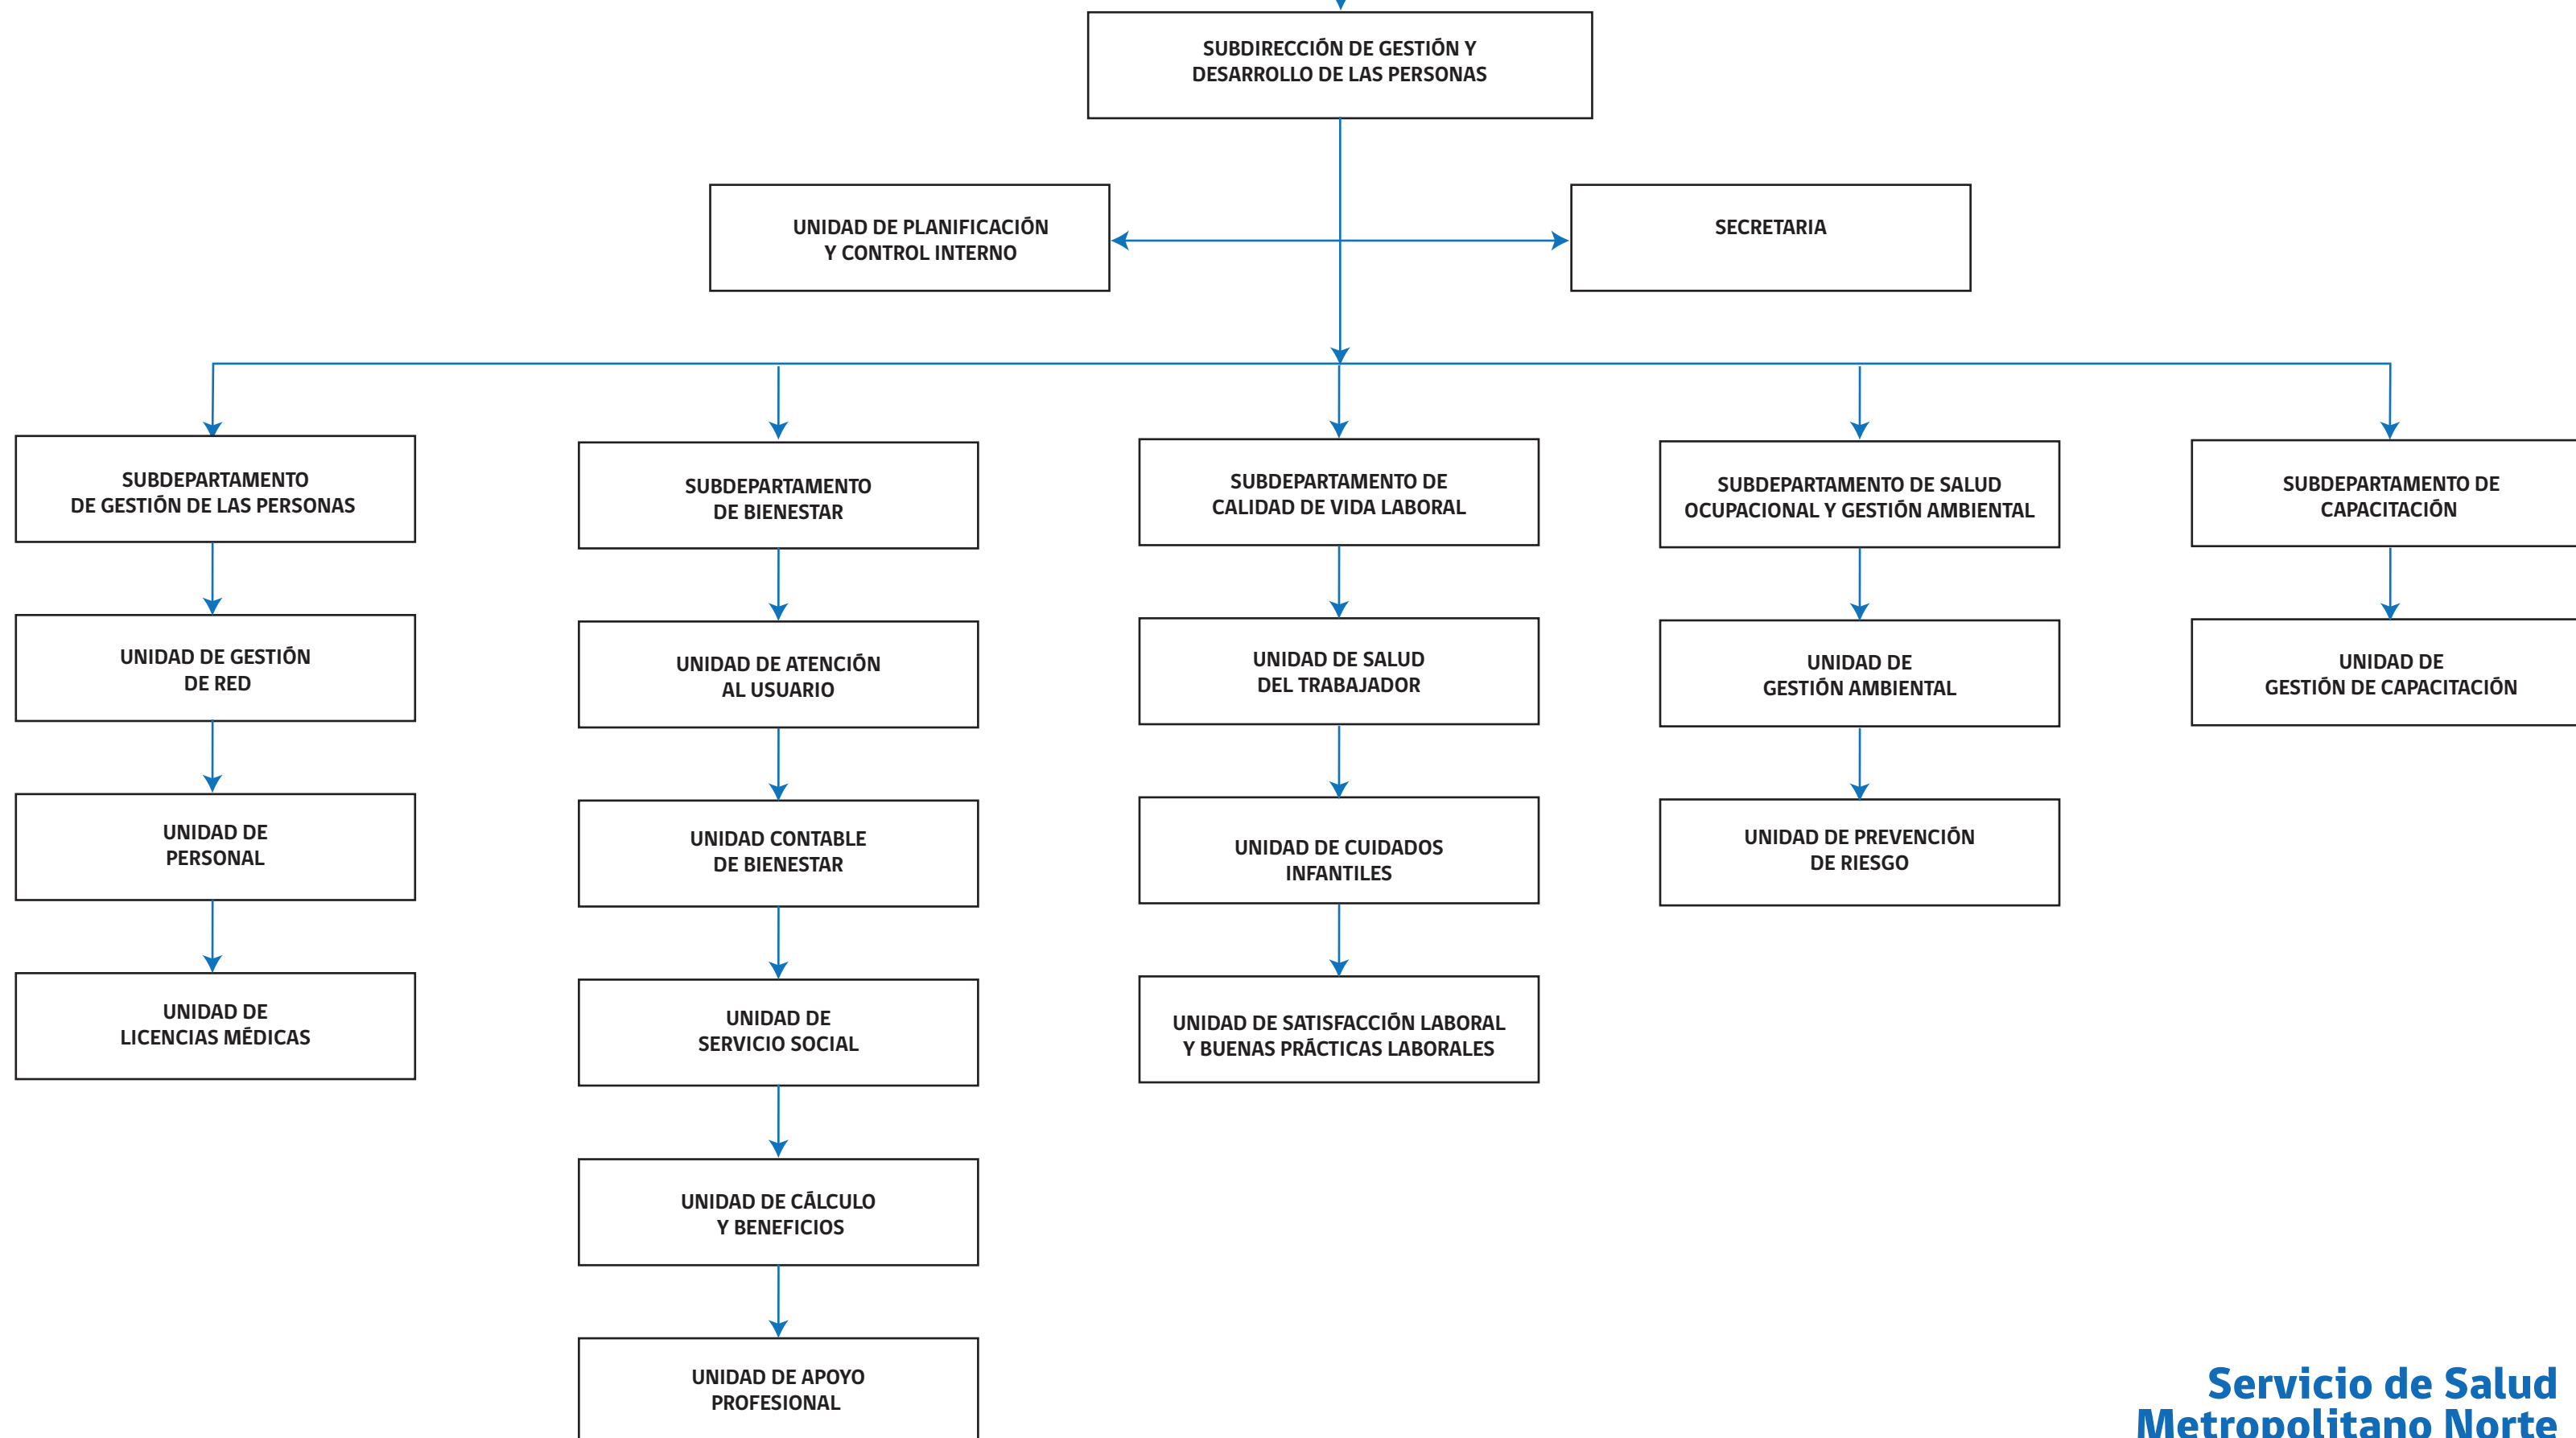 SUBDIRECCIÓN DE GESTIÓN Y
DESARROLLO DE LAS PERSONAS
UNIDAD DE PLANIFICACIÓN
Y CONTROL INTERNO
SECRETARIA
SUBDEPARTAMENTO
DE GESTIÓN DE LAS PERSONAS
SUBDEPARTAMENTO
DE BIENESTAR
SUBDEPARTAMENTO DE
CALIDAD DE VIDA LABORAL
SUBDEPARTAMENTO DE SALUD
OCUPACIONAL Y GESTIÓN AMBIENTAL
SUBDEPARTAMENTO DE
CAPACITACIÓN
UNIDAD DE GESTIÓN
DE RED
UNIDAD DE ATENCIÓN
AL USUARIO
UNIDAD DE SALUD
DEL TRABAJADOR
UNIDAD DE
GESTIÓN AMBIENTAL
UNIDAD DE
GESTIÓN DE CAPACITACIÓN
UNIDAD DE
PERSONAL
UNIDAD CONTABLE
DE BIENESTAR
UNIDAD DE CUIDADOS
INFANTILES
UNIDAD DE PREVENCIÓN
DE RIESGO
UNIDAD DE
LICENCIAS MÉDICAS
UNIDAD DE
SERVICIO SOCIAL
UNIDAD DE SATISFACCIÓN LABORAL
Y BUENAS PRÁCTICAS LABORALES
UNIDAD DE CÁLCULO
Y BENEFICIOS
UNIDAD DE APOYO
PROFESIONAL
Servicio de Salud
Metropolitano Norte